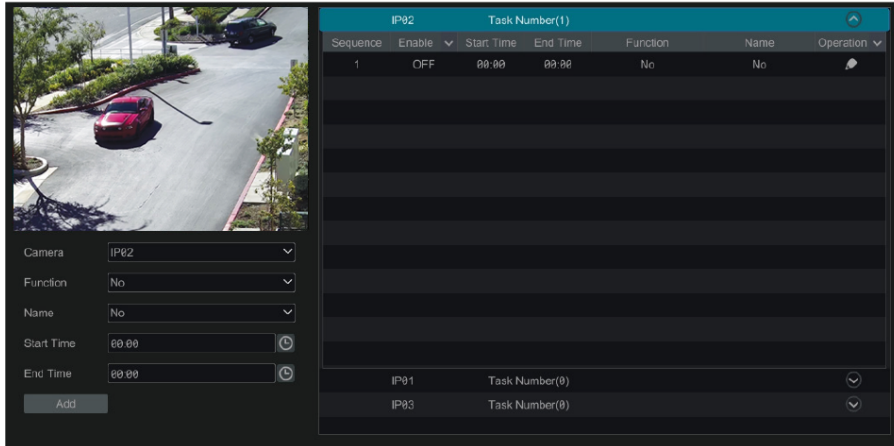 Camera IP02
Function No
Name No
Start Time 00:00
End Time 00:00
Add
IP02 Task Number(1)
Sequence Enable Start Time End Time Function Name Operation
1 OFF 00:00 00:00 No No
IP01 Task Number(0)
IP03 Task Number(0)